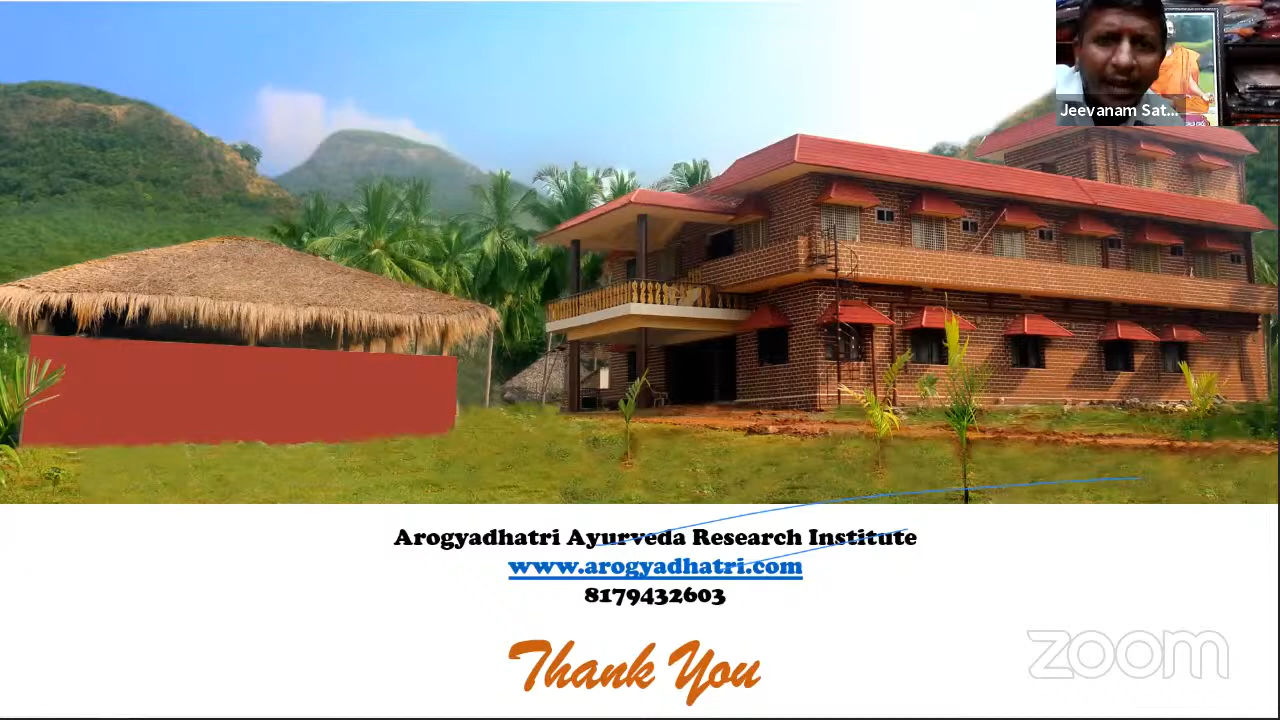 Jeevanam Sat...
Arogyadhatri Ayurveda Research Institute
www.arogyadhatri.com
8179432603
Thank You
zoom